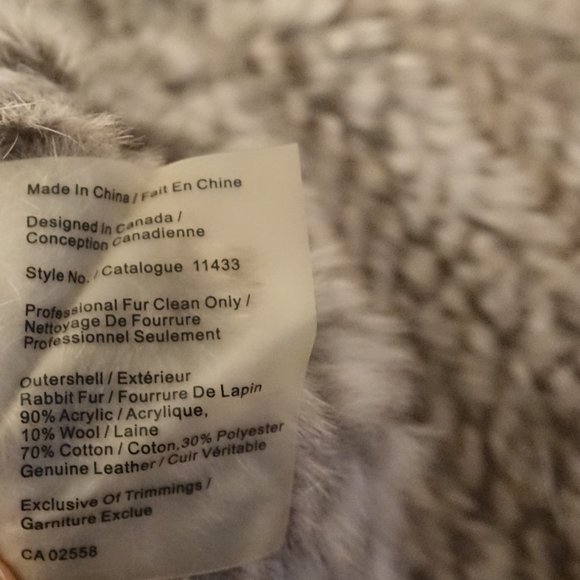 Made In China / Fait En Chine
Designed In Canada /
Conception Canadienne
Style No. / Catalogue 11433
Professional Fur Clean Only /
Nettoyage De Fourrure
Professionnel Seulement
Outershell / Extérieur
Rabbit Fur / Fourrure De Lapin
90% Acrylic / Acrylique,
10% Wool / Laine
70% Cotton / Coton,30% Polyester
Genuine Leather / Cuir Véritable
Exclusive Of Trimmings /
Garniture Exclue
CA 02558